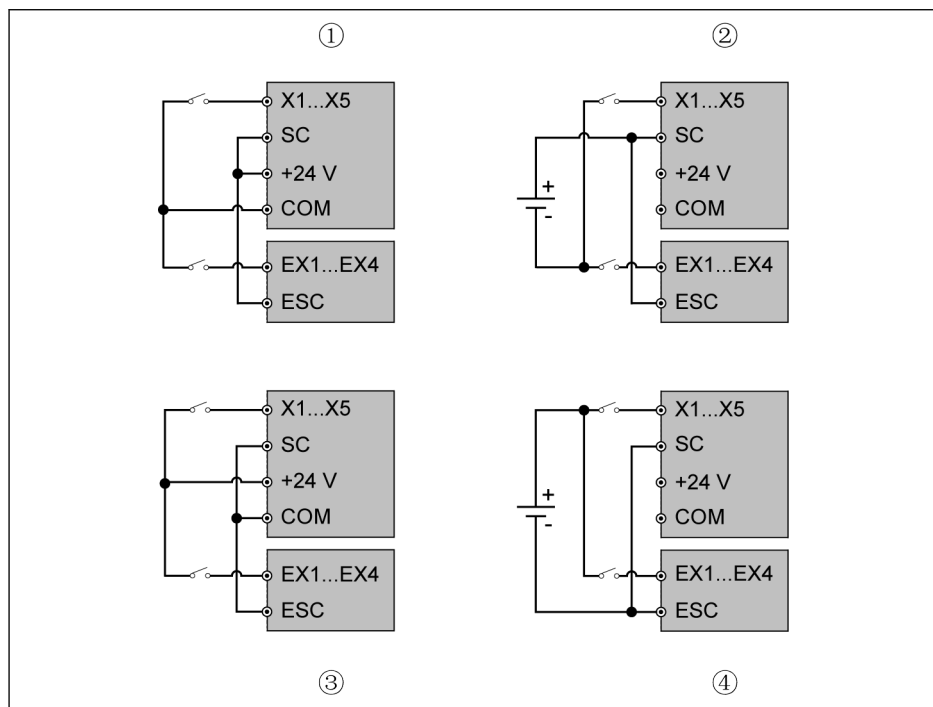 ①
X1...X5
SC
+24 V
COM
EX1...EX4
ESC
②
X1...X5
SC
+24 V
COM
EX1...EX4
ESC
+
-
X1...X5
SC
+24 V
COM
EX1...EX4
ESC
③
X1...X5
SC
+24 V
COM
EX1...EX4
ESC
+
-
④